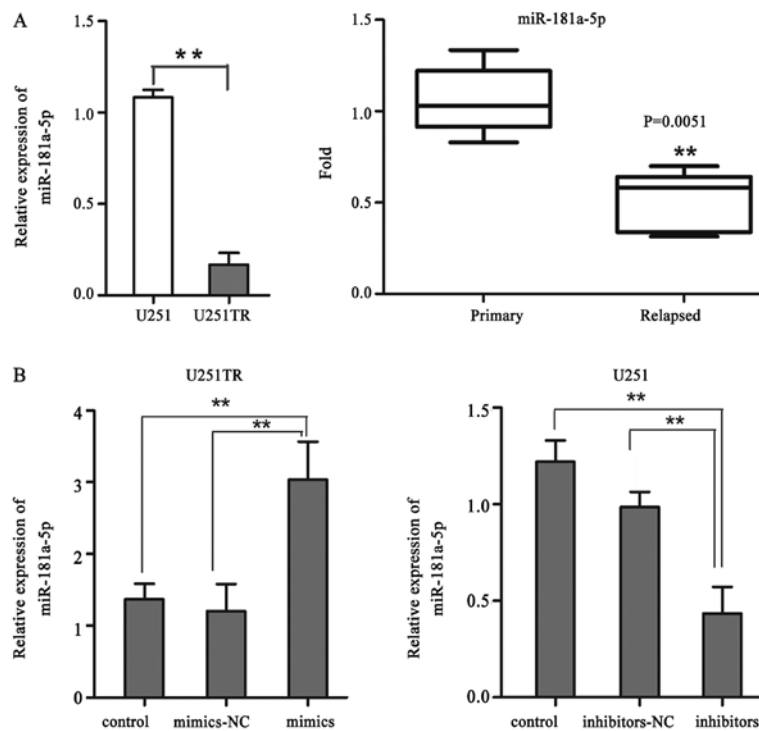 A
Relative expression of
miR-181a-5p
1.5
1.0
0.5
0.0
**
U251
U251TR
miR-181a-5p
Fold
1.5
1.0
0.5
0.0
P=0.0051
**
Primary
Relapsed
B
U251TR
Relative expression of
miR-181a-5p
4
3
2
1
0
**
**
control
mimics-NC
mimics
U251
Relative expression of
miR-181a-5p
1.5
1.0
0.5
0.0
**
**
control
inhibitors-NC
inhibitors